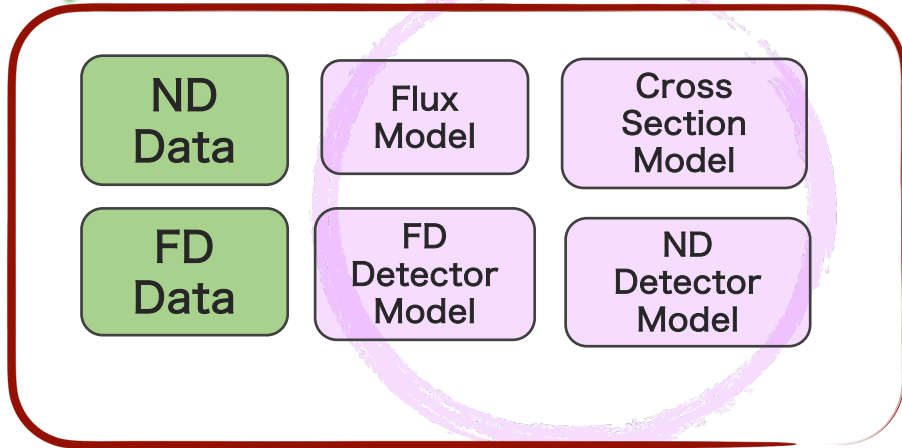 ND
Data
Flux
Model
Cross
Section
Model
FD
Data
FD
Detector
Model
ND
Detector
Model